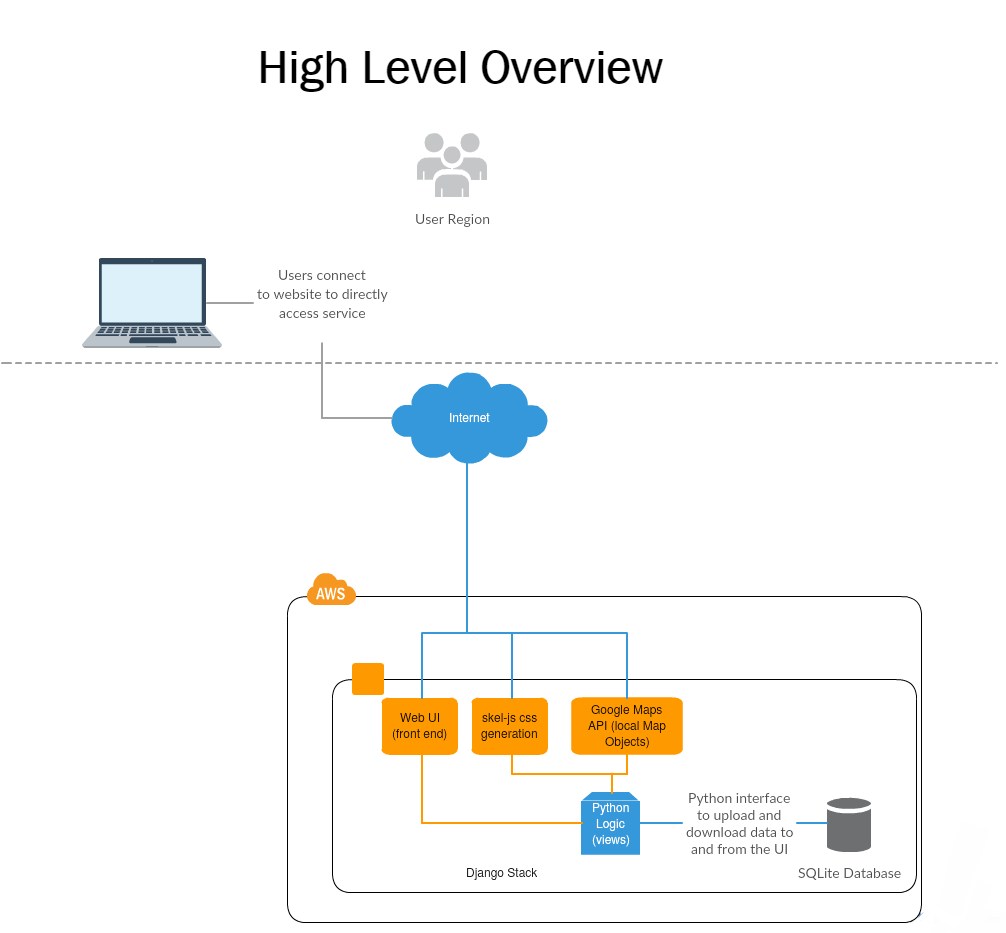 High Level Overview
User Region
Users connect
to website to directly
access service
Internet
AWS
Web UI
(front end)
skel-js css
generation
Google Maps
API (local Map
Objects)
Python
Logic
(views)
Python interface
to upload and
download data to
and from the UI
Django Stack
SQLite Database